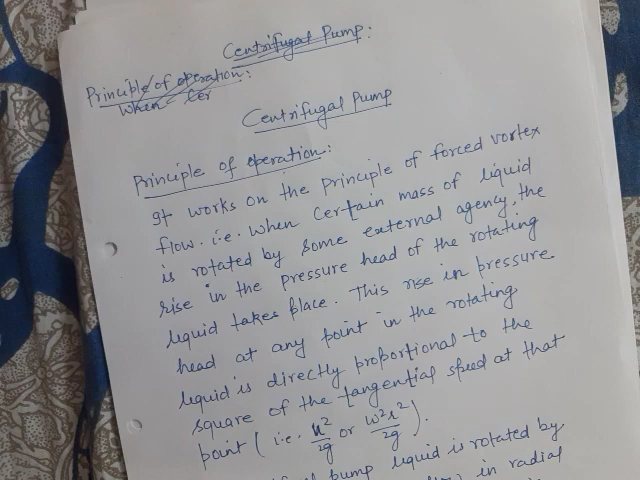 Centrifugal Pump:
Principle of operation:
When Cer
Centrifugal Pump
Principle of operation:
It works on the principle of forced vortex
flow. i.e. When certain mass of liquid
is rotated by some external agency, the
rise in the pressure head of the rotating
liquid takes place. This rise in pressure
head at any point in the rotating
liquid is directly proportional to the
square of the tangential speed at that
point (i.e. u²/2g or ω²r²/2g).
pump liquid is rotated by
in radial